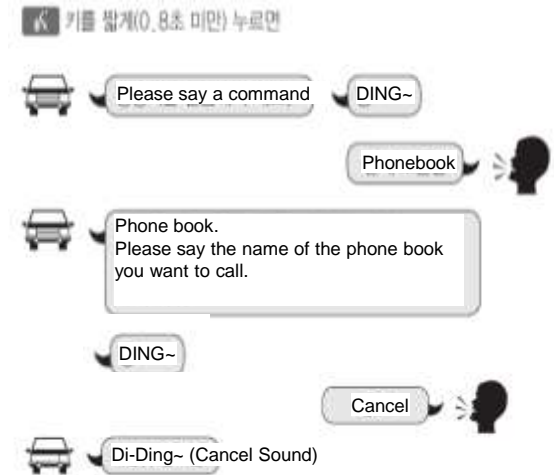 키를 짧게(0.8초 미만) 누르면
Please say a command
DING~
Phonebook
Phone book.
Please say the name of the phone book
you want to call.
DING~
Cancel
Di-Ding~ (Cancel Sound)